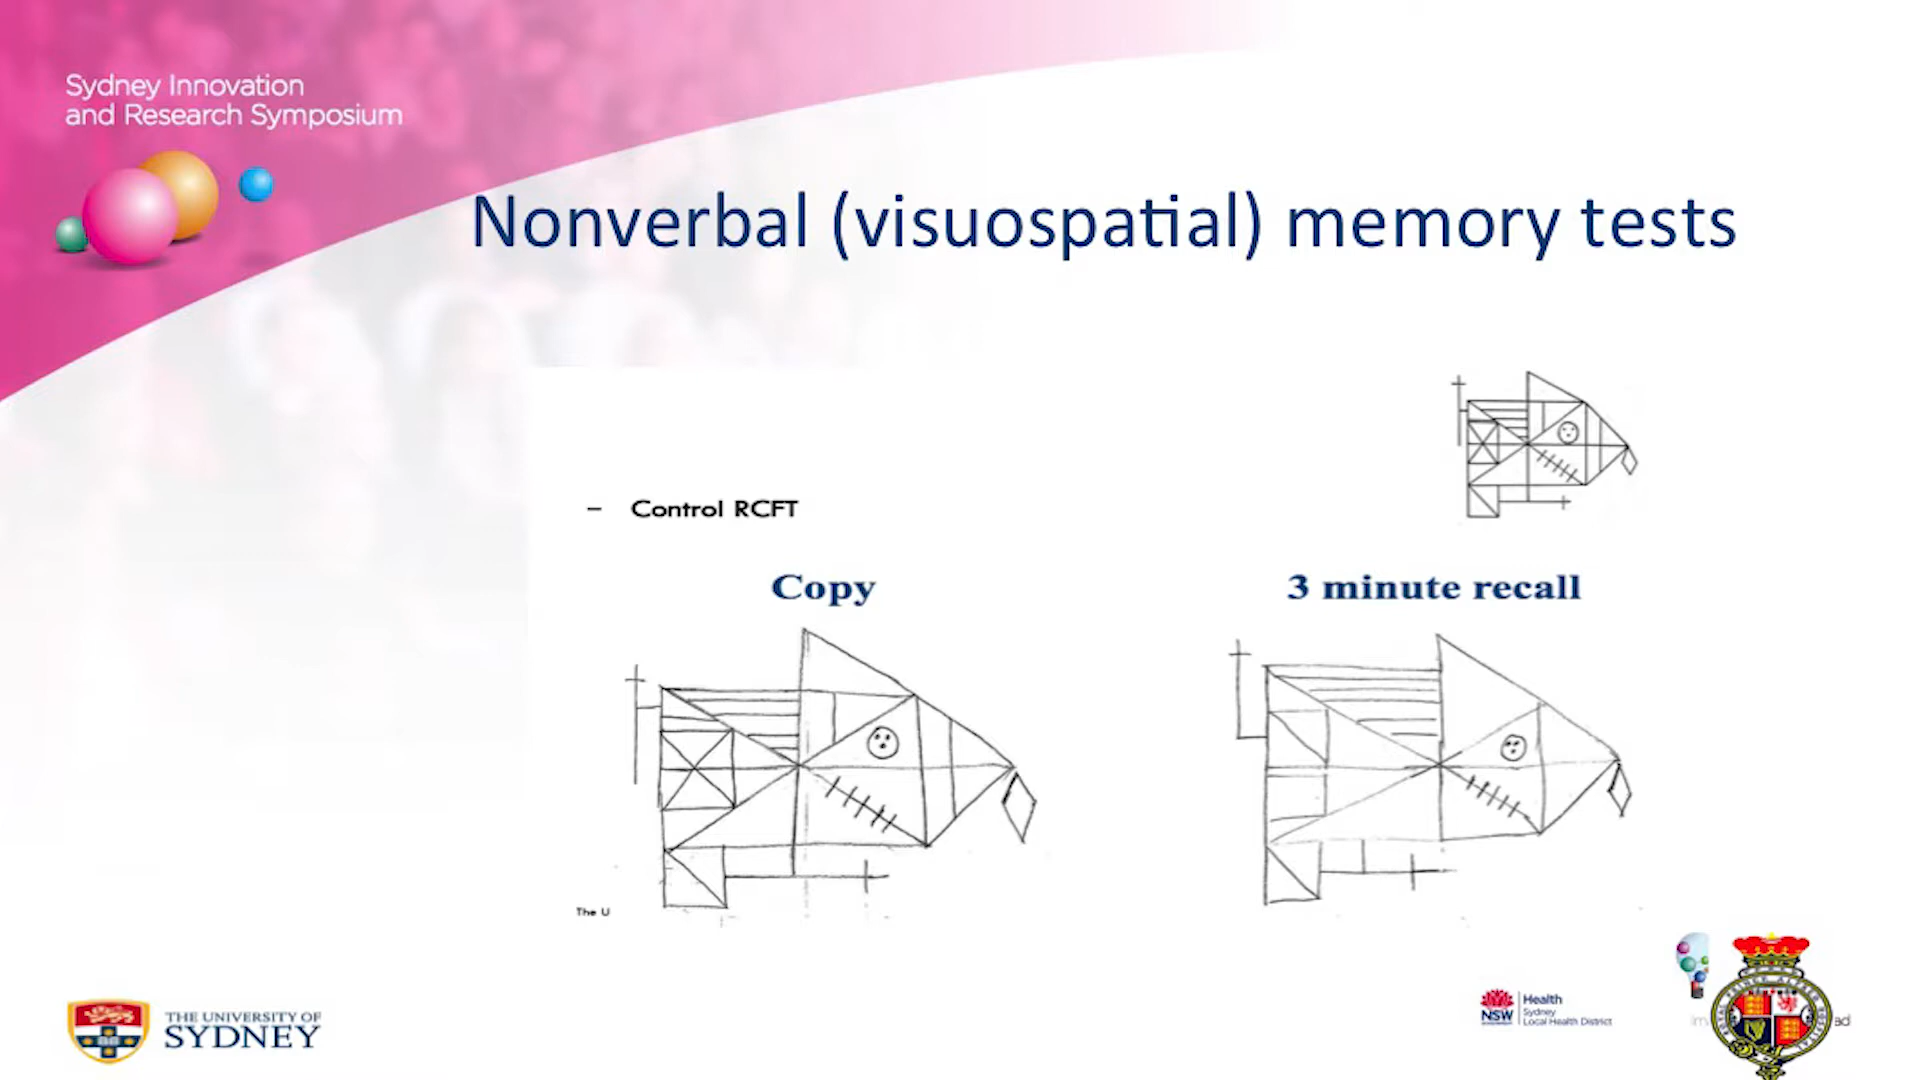 Sydney Innovation
and Research Symposium
Nonverbal (visuospatial) memory tests
– Control RCFT
Copy
3 minute recall
The U
THE UNIVERSITY OF
SYDNEY
Health
NSW
Sydney
Local Health District